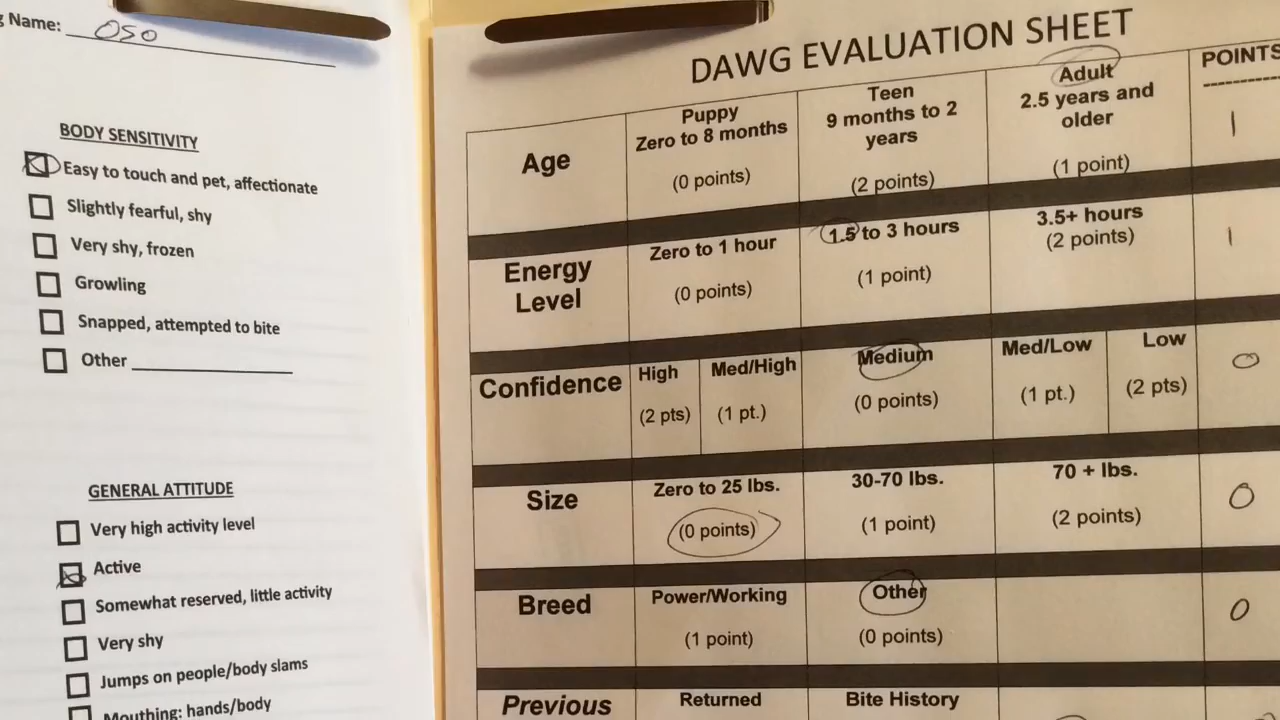 g Name: OSO
BODY SENSITIVITY
Easy to touch and pet, affectionate
Slightly fearful, shy
Very shy, frozen
Growling
Snapped, attempted to bite
Other
GENERAL ATTITUDE
Very high activity level
Active
Somewhat reserved, little activity
Very shy
Jumps on people/body slams
Mouthing: hands/body
DAWG EVALUATION SHEET
POINTS
Age
Puppy
Zero to 8 months
(0 points)
Teen
9 months to 2
years
(2 points)
Adult
2.5 years and
older
(1 point)
1
Energy
Level
Zero to 1 hour
(0 points)
1.5 to 3 hours
(1 point)
3.5+ hours
(2 points)
1
Confidence
High
(2 pts)
Med/High
(1 pt.)
Medium
(0 points)
Med/Low
(1 pt.)
Low
(2 pts)
0
Size
Zero to 25 lbs.
(0 points)
30-70 lbs.
(1 point)
70 + lbs.
(2 points)
0
Breed
Power/Working
(1 point)
Other
(0 points)
0
Previous
Returned
Bite History